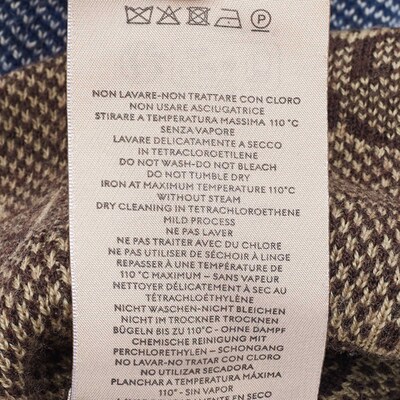 P
NON LAVARE-NON TRATTARE CON CLORO
NON USARE ASCIUGATRICE
STIRARE A TEMPERATURA MASSIMA 110 °C
SENZA VAPORE
LAVARE DELICATAMENTE A SECCO
IN TETRACLOROETILENE
DO NOT WASH-DO NOT BLEACH
DO NOT TUMBLE DRY
IRON AT MAXIMUM TEMPERATURE 110°C
WITHOUT STEAM
DRY CLEANING IN TETRACHLOROETHENE
MILD PROCESS
NE PAS LAVER
NE PAS TRAITER AVEC DU CHLORE
NE PAS UTILISER DE SÉCHOIR À LINGE
REPASSER À UNE TEMPÉRATURE DE
110 °C MAXIMUM – SANS VAPEUR
NETTOYER DÉLICATEMENT À SEC AU
TÉTRACHLOÉTHYLÈNE
NICHT WASCHEN-NICHT BLEICHEN
NICHT IM TROCKNER TROCKNEN
BÜGELN BIS ZU 110°C - OHNE DAMPF
CHEMISCHE REINIGUNG MIT
PERCHLORETHYLEN – SCHONGANG
NO LAVAR-NO TRATAR CON CLORO
NO UTILIZAR SECADORA
PLANCHAR A TEMPERATURA MÁXIMA
110° - SIN VAPOR
EN SECO